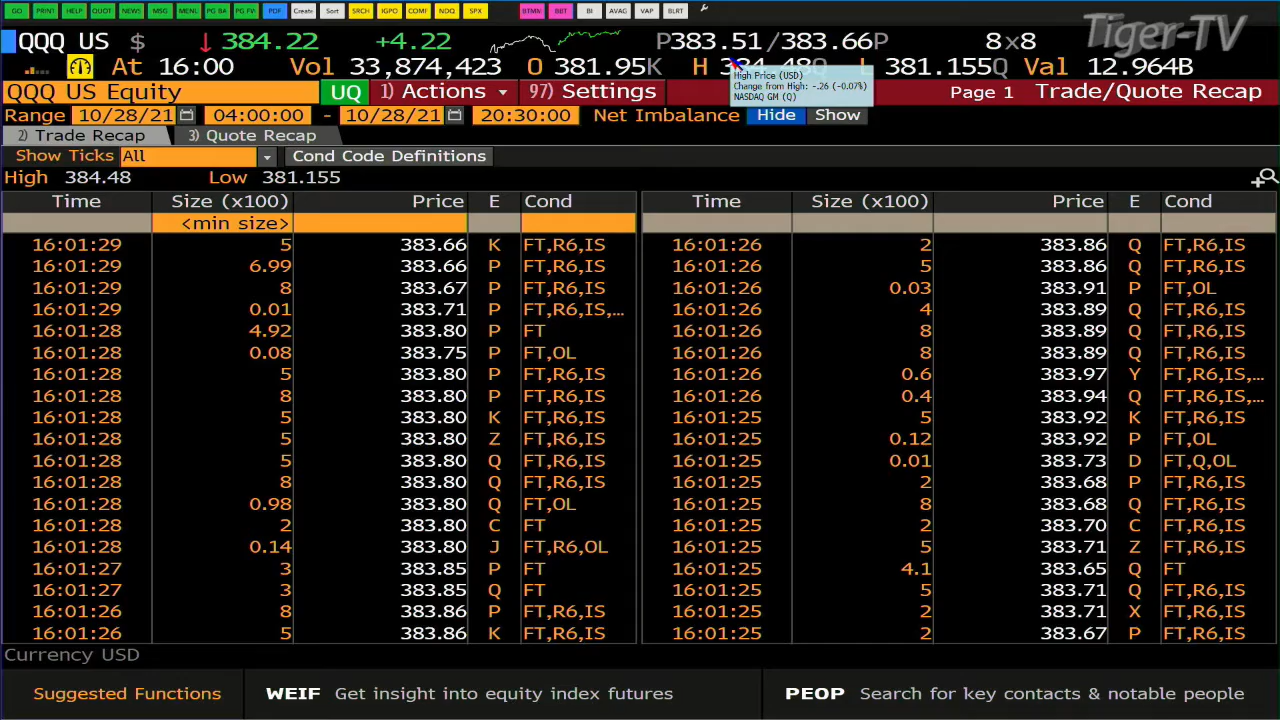 GO PRINT HELP QUOT NEWS MSG MENU PG BA PG FV PDF Create Sort SRCH IGPO COMF NDQ SPX BTMM BBT BI AVAG VAP BLRT
QQQ US $ ↓ 384.22 +4.22 P383.51/383.66P 8x8 Tiger-TV
At 16:00 Vol 33,874,423 O 381.95K H 384.48Q L 381.155Q Val 12.964B
High Price (USD)
Change from High: -.26 (-0.07%)
NASDAQ GM (Q)
QQQ US Equity UQ 1) Actions 97) Settings Page 1 Trade/Quote Recap
Range 10/28/21 04:00:00 - 10/28/21 20:30:00 Net Imbalance Hide Show
2) Trade Recap 3) Quote Recap
Show Ticks All Cond Code Definitions
High 384.48 Low 381.155
Time Size (x100) Price E Cond Time Size (x100) Price E Cond
<min size>
16:01:29 5 383.66 K FT,R6,IS 16:01:26 2 383.86 Q FT,R6,IS
16:01:29 6.99 383.66 P FT,R6,IS 16:01:26 5 383.86 Q FT,R6,IS
16:01:29 8 383.67 P FT,R6,IS 16:01:26 0.03 383.91 P FT,OL
16:01:29 0.01 383.71 P FT,R6,IS,... 16:01:26 4 383.89 Q FT,R6,IS
16:01:28 4.92 383.80 P FT 16:01:26 8 383.89 Q FT,R6,IS
16:01:28 0.08 383.75 P FT,OL 16:01:26 8 383.89 Q FT,R6,IS
16:01:28 5 383.80 P FT,R6,IS 16:01:26 0.6 383.97 Y FT,R6,IS,...
16:01:28 8 383.80 P FT,R6,IS 16:01:26 0.4 383.94 Q FT,R6,IS,...
16:01:28 5 383.80 K FT,R6,IS 16:01:25 5 383.92 K FT,R6,IS
16:01:28 5 383.80 Z FT,R6,IS 16:01:25 0.12 383.92 P FT,OL
16:01:28 5 383.80 Q FT,R6,IS 16:01:25 0.01 383.73 D FT,Q,OL
16:01:28 8 383.80 Q FT,R6,IS 16:01:25 2 383.68 P FT,R6,IS
16:01:28 0.98 383.80 Q FT,OL 16:01:25 8 383.68 Q FT,R6,IS
16:01:28 2 383.80 C FT 16:01:25 2 383.70 C FT,R6,IS
16:01:28 0.14 383.80 J FT,R6,OL 16:01:25 5 383.71 Z FT,R6,IS
16:01:27 3 383.85 P FT 16:01:25 4.1 383.65 Q FT
16:01:27 3 383.85 Q FT 16:01:25 5 383.71 Q FT,R6,IS
16:01:26 8 383.86 P FT,R6,IS 16:01:25 2 383.71 X FT,R6,IS
16:01:26 5 383.86 K FT,R6,IS 16:01:25 2 383.67 P FT,R6,IS
Currency USD
Suggested Functions WEIF Get insight into equity index futures PEOP Search for key contacts & notable people